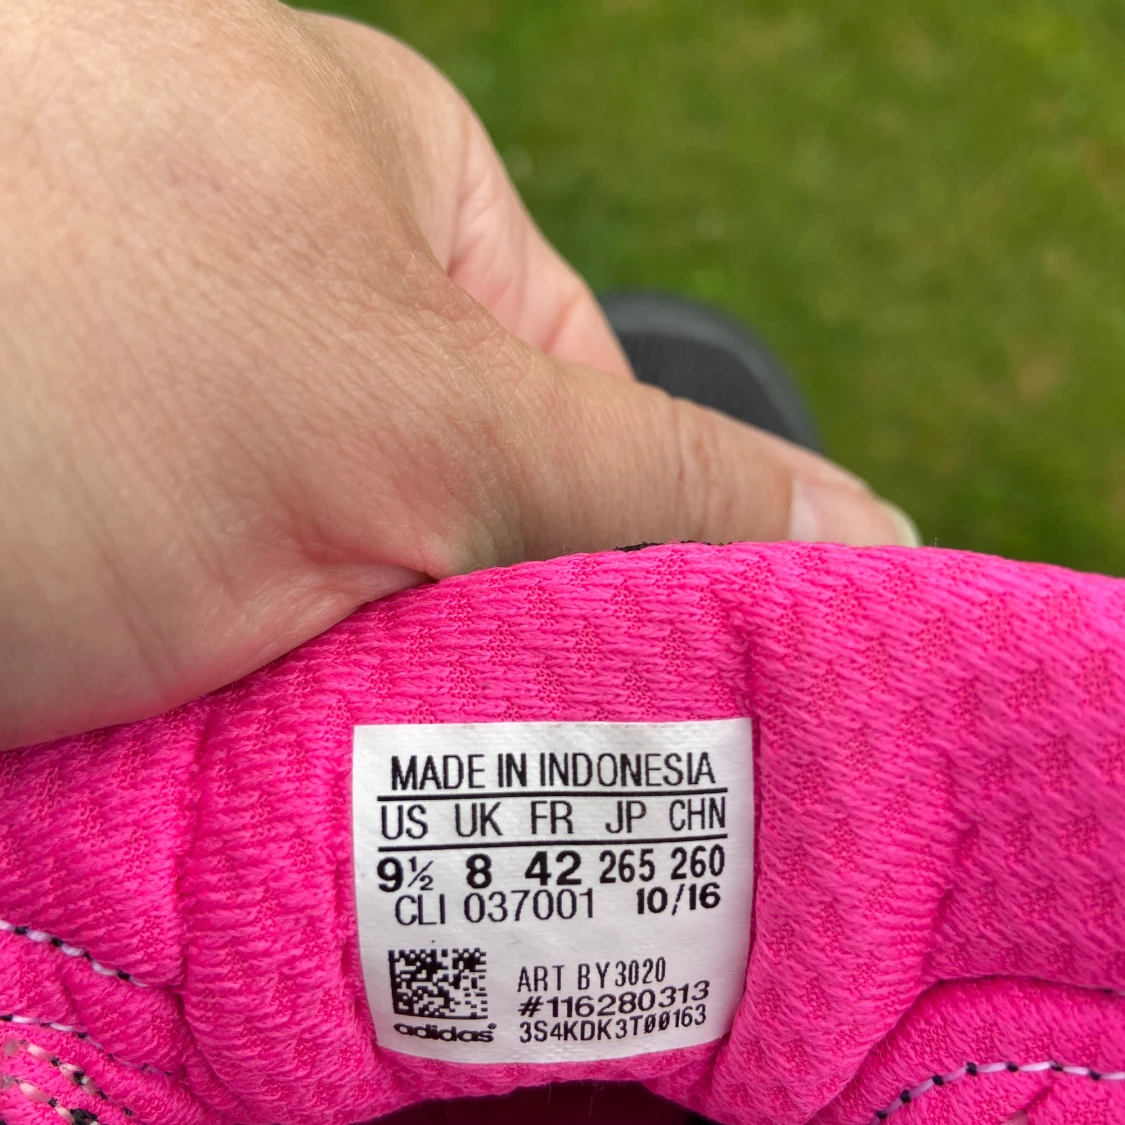 MADE IN INDONESIA
US UK FR JP CHN
9½ 8 42 265 260
CLI 037001 10/16
ART BY3020
#116280313
adidas® 3S4KDK3T00163